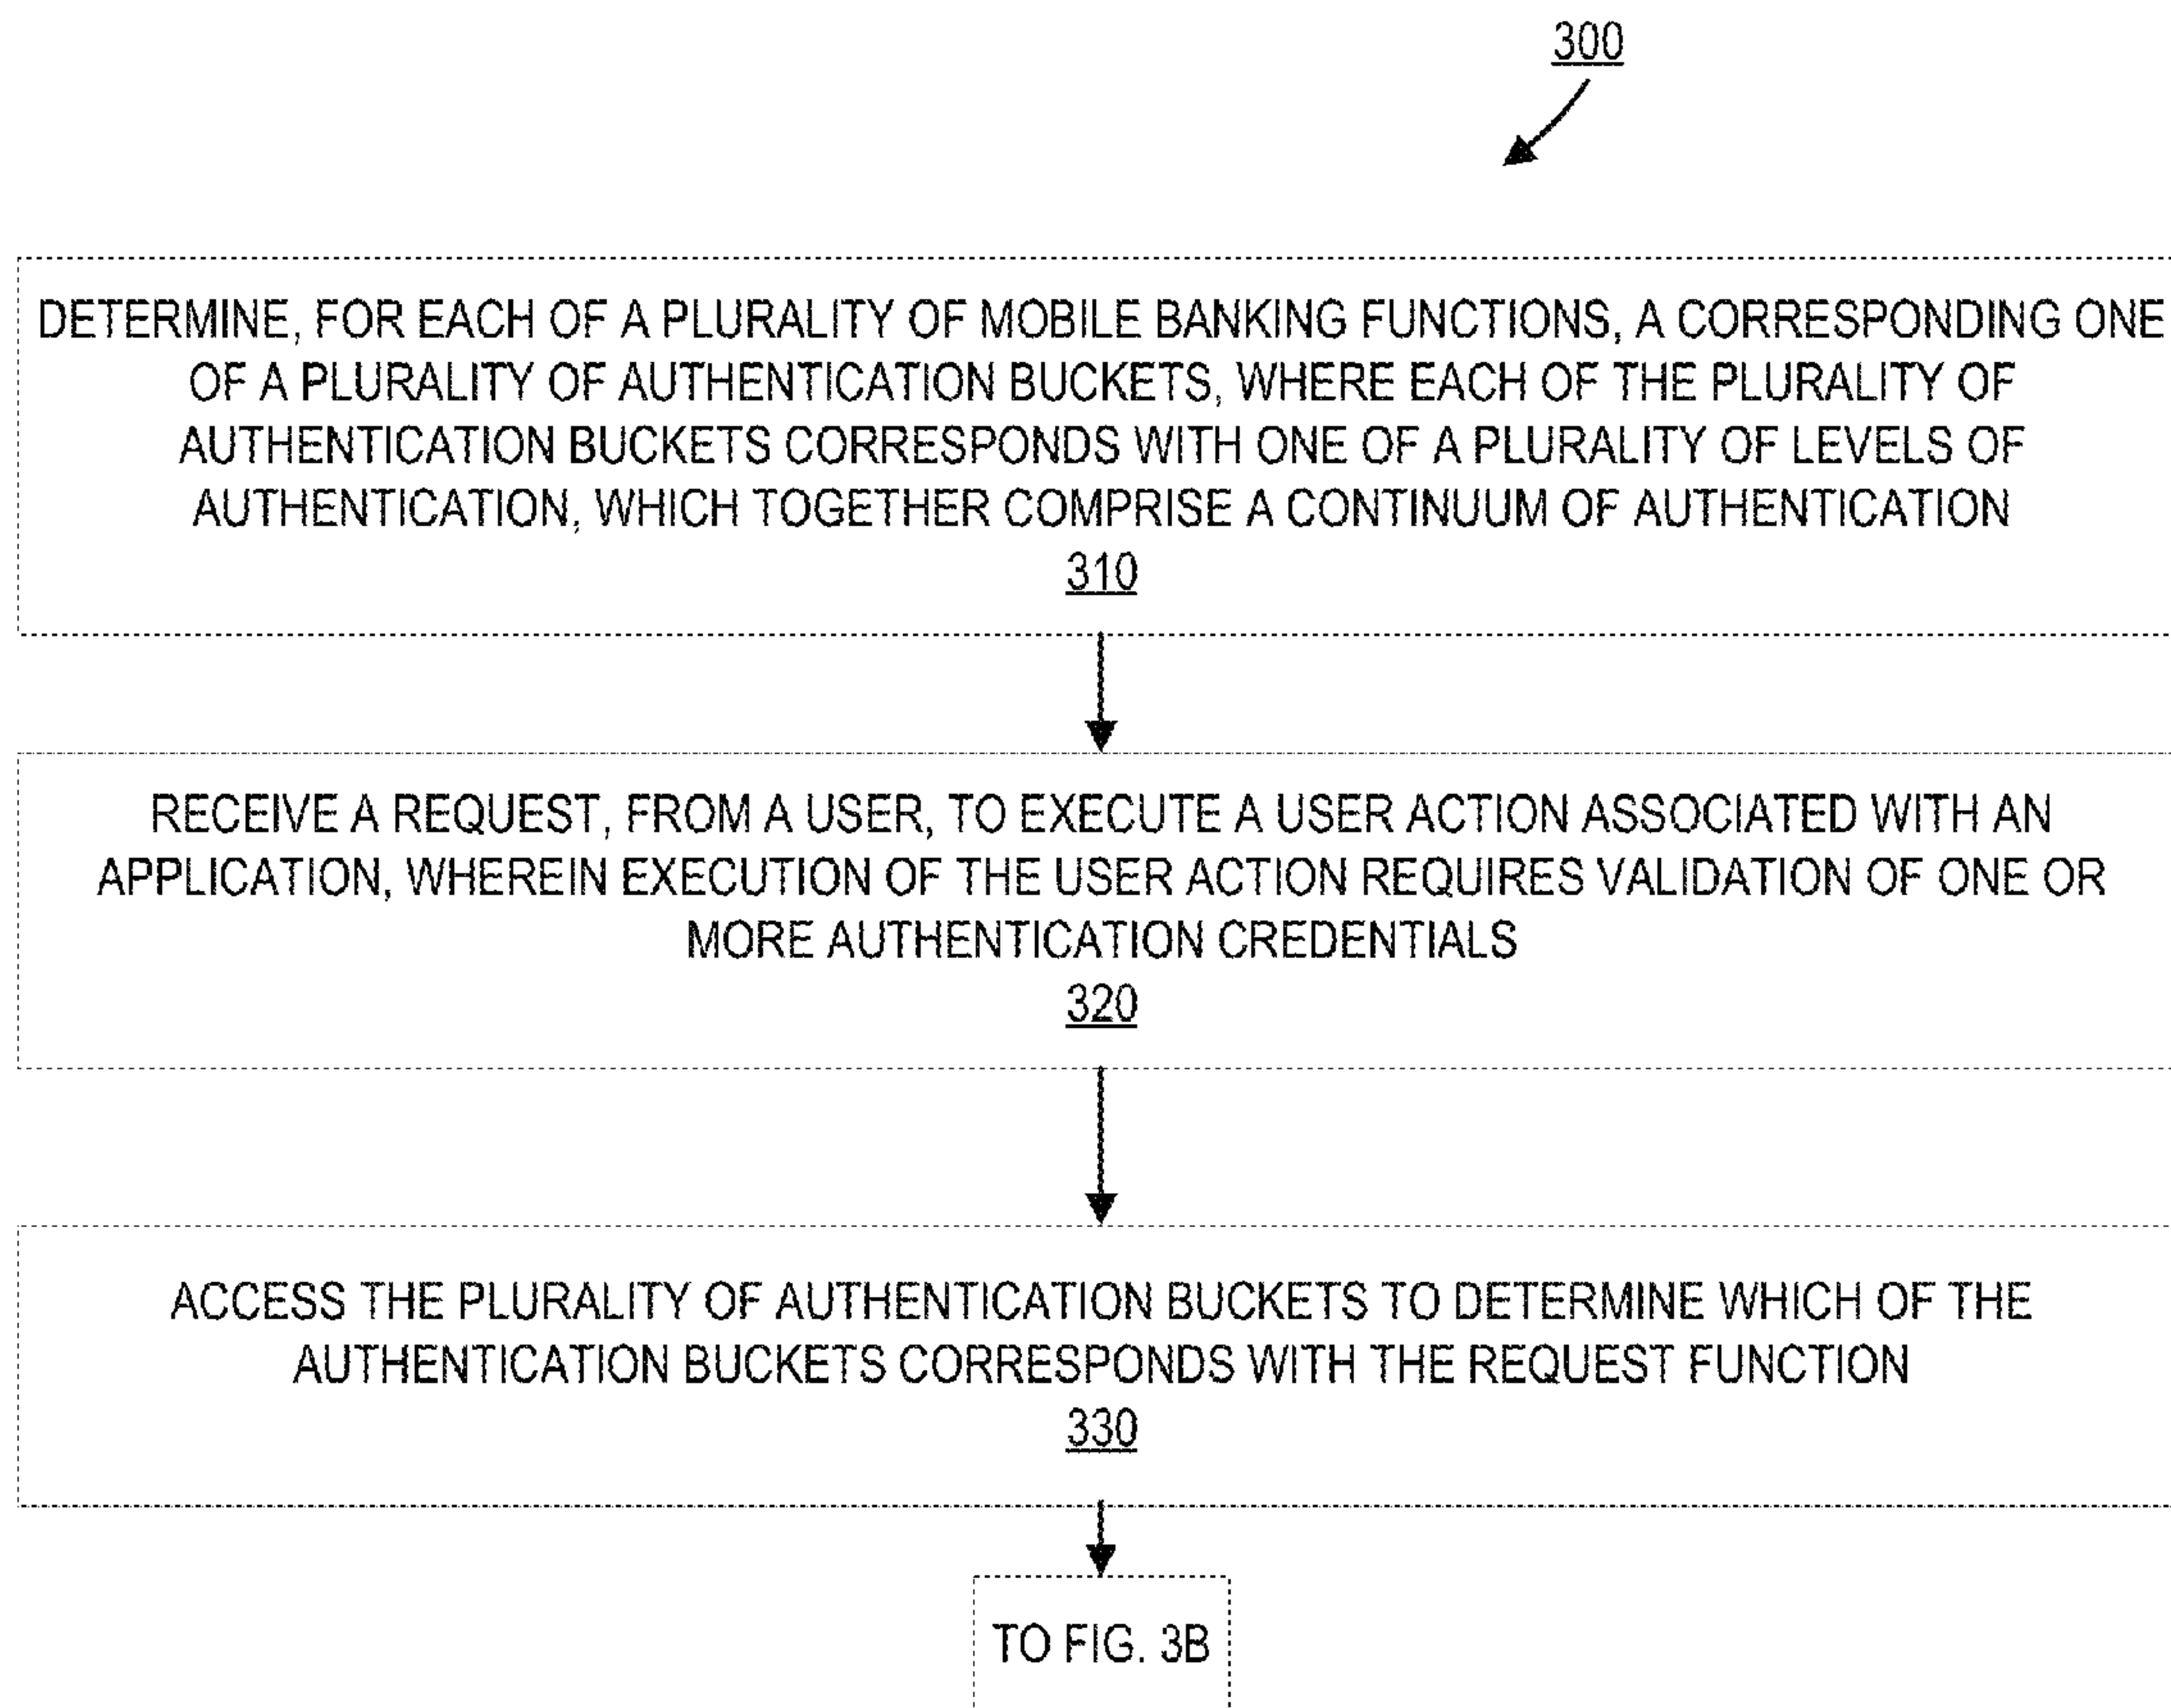 300
DETERMINE, FOR EACH OF A PLURALITY OF MOBILE BANKING FUNCTIONS, A CORRESPONDING ONE
OF A PLURALITY OF AUTHENTICATION BUCKETS, WHERE EACH OF THE PLURALITY OF
AUTHENTICATION BUCKETS CORRESPONDS WITH ONE OF A PLURALITY OF LEVELS OF
AUTHENTICATION, WHICH TOGETHER COMPRISE A CONTINUUM OF AUTHENTICATION
310
RECEIVE A REQUEST, FROM A USER, TO EXECUTE A USER ACTION ASSOCIATED WITH AN
APPLICATION, WHEREIN EXECUTION OF THE USER ACTION REQUIRES VALIDATION OF ONE OR
MORE AUTHENTICATION CREDENTIALS
320
ACCESS THE PLURALITY OF AUTHENTICATION BUCKETS TO DETERMINE WHICH OF THE
AUTHENTICATION BUCKETS CORRESPONDS WITH THE REQUEST FUNCTION
330
TO FIG. 3B